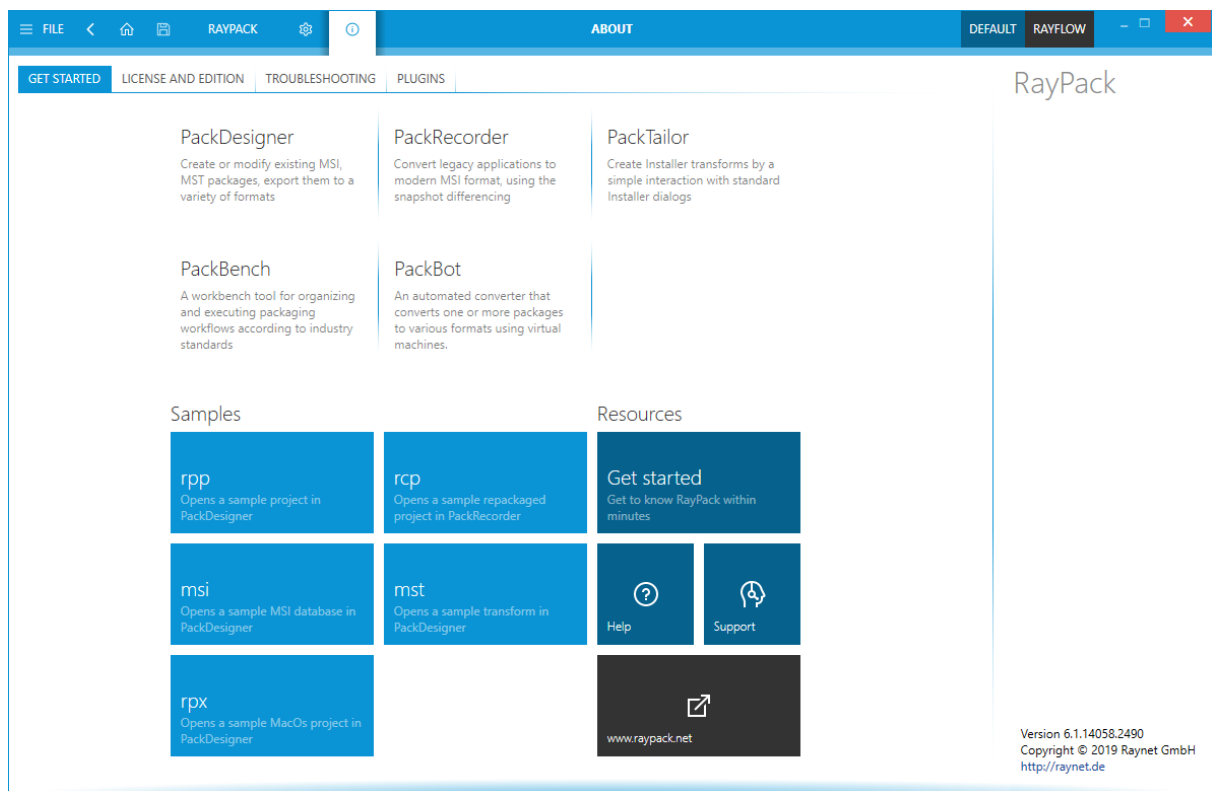 FILE
RAYPACK
ABOUT
DEFAULT
RAYFLOW
GET STARTED
LICENSE AND EDITION
TROUBLESHOOTING
PLUGINS
RayPack
PackDesigner
Create or modify existing MSI,
MST packages, export them to a
variety of formats
PackRecorder
Convert legacy applications to
modern MSI format, using the
snapshot differencing
PackTailor
Create Installer transforms by a
simple interaction with standard
Installer dialogs
PackBench
A workbench tool for organizing
and executing packaging
workflows according to industry
standards
PackBot
An automated converter that
converts one or more packages
to various formats using virtual
machines.
Samples
rpp
Opens a sample project in
PackDesigner
rcp
Opens a sample repackaged
project in PackRecorder
msi
Opens a sample MSI database in
PackDesigner
mst
Opens a sample transform in
PackDesigner
rpx
Opens a sample MacOs project in
PackDesigner
Resources
Get started
Get to know RayPack within
minutes
Help
Support
www.raypack.net
Version 6.1.14058.2490
Copyright © 2019 Raynet GmbH
http://raynet.de